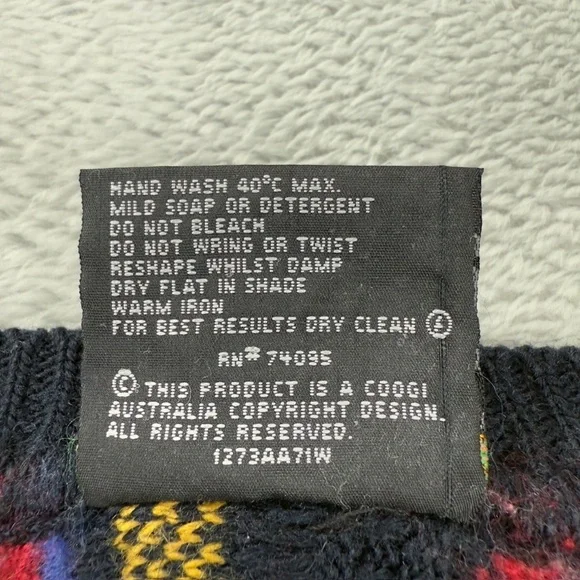 HAND WASH 40°C MAX.
MILD SOAP OR DETERGENT
DO NOT BLEACH
DO NOT WRING OR TWIST
RESHAPE WHILST DAMP
DRY FLAT IN SHADE
WARM IRON
FOR BEST RESULTS DRY CLEAN Ⓟ
RN# 74095
© THIS PRODUCT IS A COOGI
AUSTRALIA COPYRIGHT DESIGN.
ALL RIGHTS RESERVED.
1273AA71W